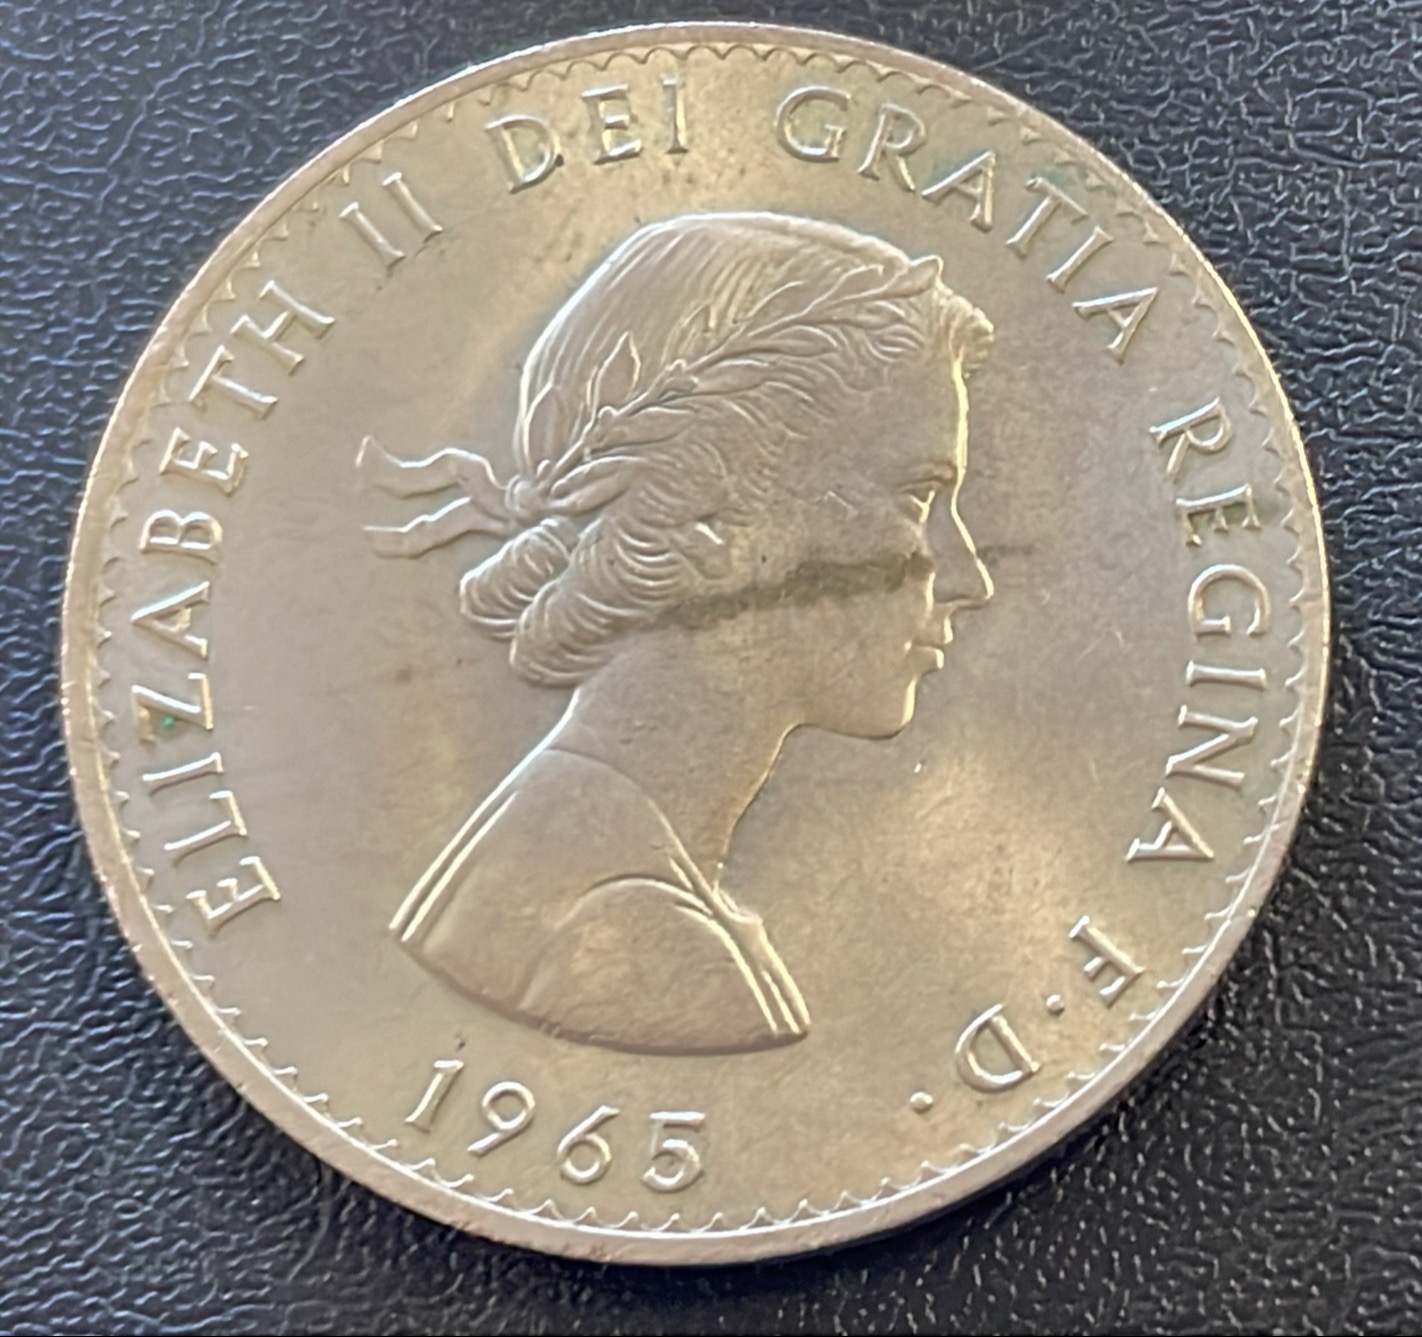 ELIZABETH II DEI GRATIA REGINA F. D.
1965